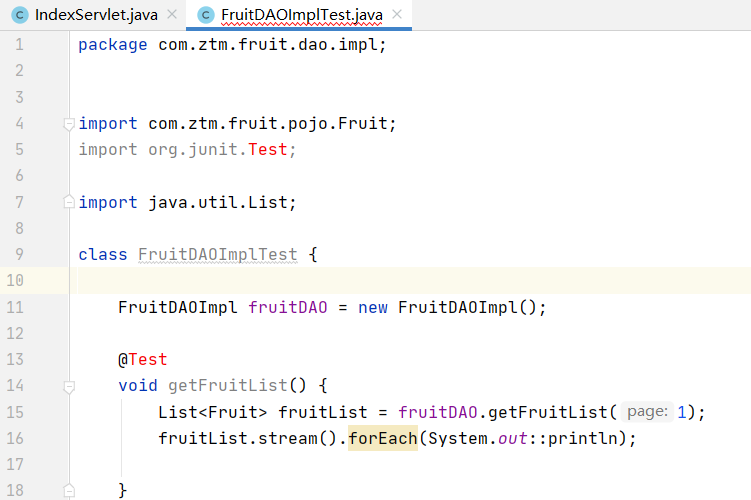 IndexServlet.java FruitDAOImplTest.java
1 package com.ztm.fruit.dao.impl;
2
3
4 import com.ztm.fruit.pojo.Fruit;
5 import org.junit.Test;
6
7 import java.util.List;
8
9 class FruitDAOImplTest {
10
11 FruitDAOImpl fruitDAO = new FruitDAOImpl();
12
13 @Test
14 void getFruitList() {
15 List<Fruit> fruitList = fruitDAO.getFruitList( page: 1);
16 fruitList.stream().forEach(System.out::println);
17
18 }